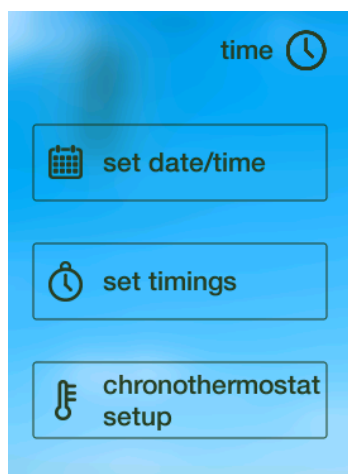 time
set date/time
set timings
chronothermostat
setup